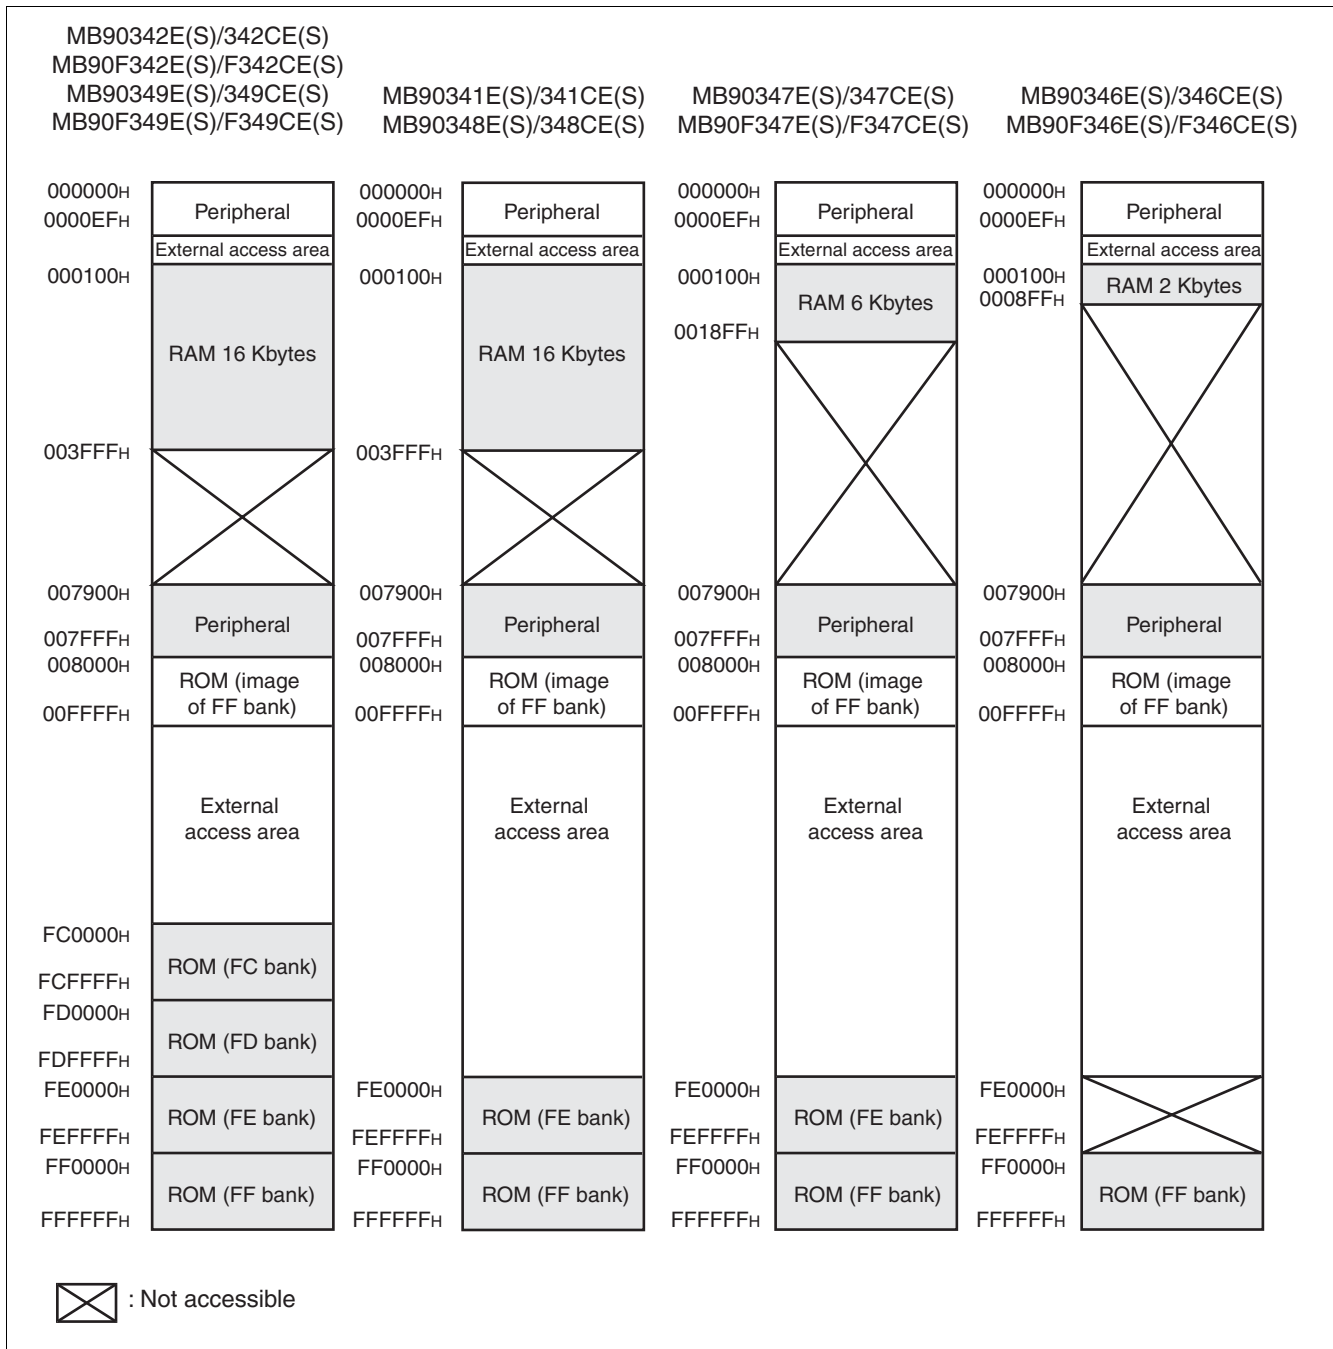 MB90342E(S)/342CE(S)
MB90F342E(S)/F342CE(S)
MB90349E(S)/349CE(S)
MB90F349E(S)/F349CE(S)
MB90341E(S)/341CE(S)
MB90348E(S)/348CE(S)
MB90347E(S)/347CE(S)
MB90F347E(S)/F347CE(S)
MB90346E(S)/346CE(S)
MB90F346E(S)/F346CE(S)
000000H
0000EFH
000100H
003FFFH
007900H
007FFFH
008000H
00FFFFH
FC0000H
FCFFFFH
FD0000H
FDFFFFH
FE0000H
FEFFFFH
FF0000H
FFFFFFH
Peripheral
External access area
RAM 16 Kbytes
Peripheral
ROM (image
of FF bank)
External
access area
ROM (FC bank)
ROM (FD bank)
ROM (FE bank)
ROM (FF bank)
000000H
0000EFH
000100H
003FFFH
007900H
007FFFH
008000H
00FFFFH
FE0000H
FEFFFFH
FF0000H
FFFFFFH
Peripheral
External access area
RAM 16 Kbytes
Peripheral
ROM (image
of FF bank)
External
access area
ROM (FE bank)
ROM (FF bank)
000000H
0000EFH
000100H
0018FFH
007900H
007FFFH
008000H
00FFFFH
FE0000H
FEFFFFH
FF0000H
FFFFFFH
Peripheral
External access area
RAM 6 Kbytes
Peripheral
ROM (image
of FF bank)
External
access area
ROM (FE bank)
ROM (FF bank)
000000H
0000EFH
000100H
0008FFH
007900H
007FFFH
008000H
00FFFFH
FE0000H
FEFFFFH
FF0000H
FFFFFFH
Peripheral
External access area
RAM 2 Kbytes
Peripheral
ROM (image
of FF bank)
External
access area
ROM (FF bank)
: Not accessible